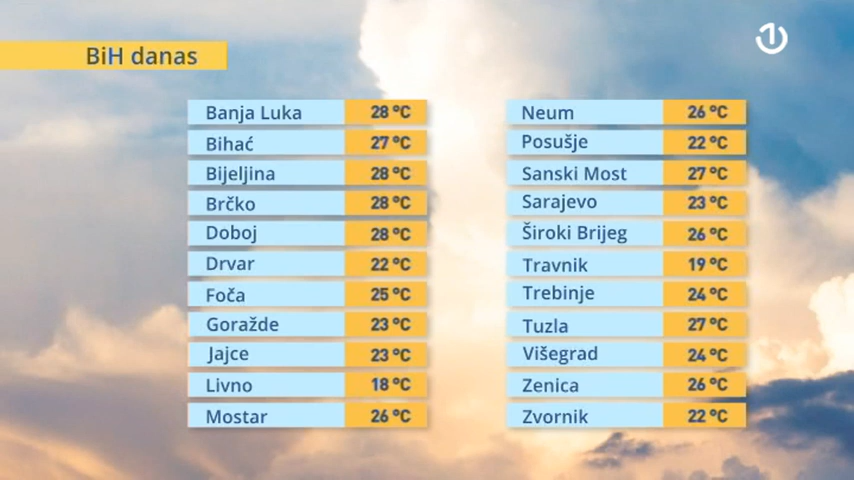 BiH danas
Banja Luka 28 °C
Bihać 27 °C
Bijeljina 28 °C
Brčko 28 °C
Doboj 28 °C
Drvar 22 °C
Foča 25 °C
Goražde 23 °C
Jajce 23 °C
Livno 18 °C
Mostar 26 °C
Neum 26 °C
Posušje 22 °C
Sanski Most 27 °C
Sarajevo 23 °C
Široki Brijeg 26 °C
Travnik 19 °C
Trebinje 24 °C
Tuzla 27 °C
Višegrad 24 °C
Zenica 26 °C
Zvornik 22 °C
1